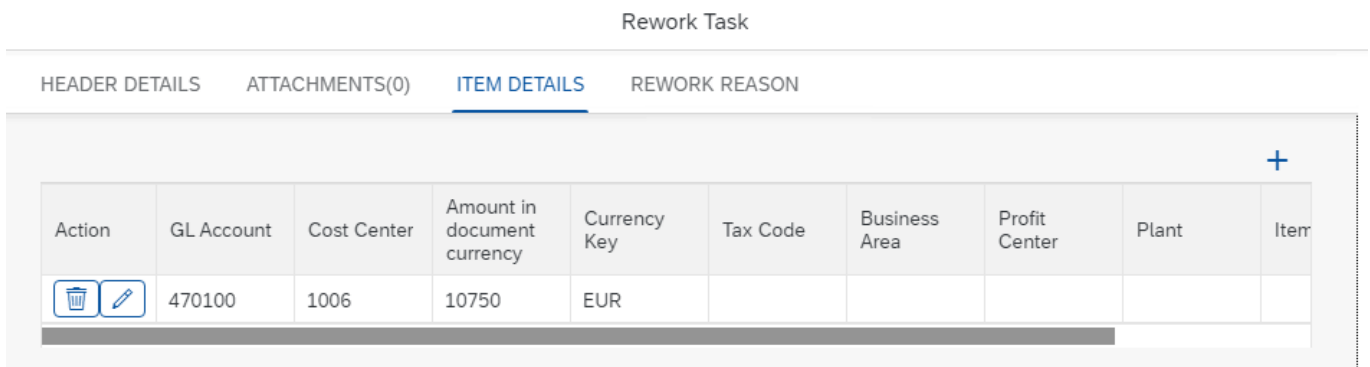 Rework Task
HEADER DETAILS ATTACHMENTS(0) ITEM DETAILS REWORK REASON
+
Action GL Account Cost Center Amount in document currency Currency Key Tax Code Business Area Profit Center Plant Item
470100 1006 10750 EUR